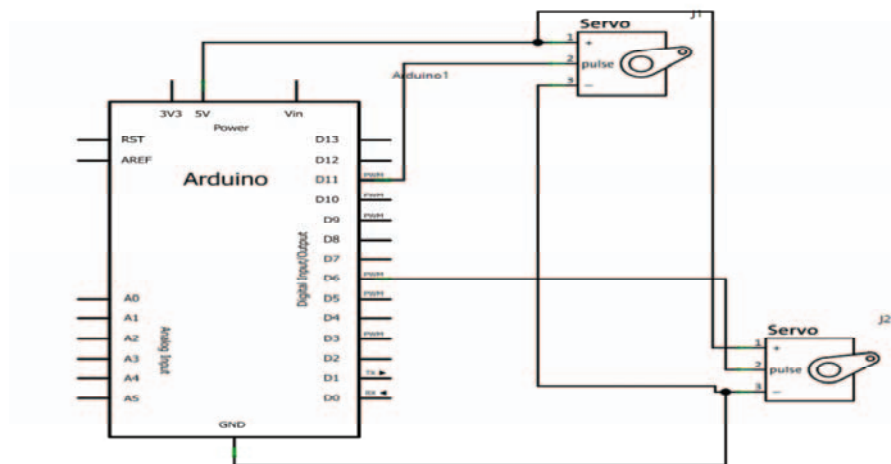 J1
Servo
1
+
Arduino1
2
pulse
3
−
3V3
5V
Vin
Power
RST
AREF
Arduino
D13
D12
D11
PWM
D10
PWM
D9
PWM
D8
D7
D6
PWM
D5
PWM
D4
D3
PWM
D2
D1
TX ▶
D0
RX ◀
Digital Input/Output
A0
A1
A2
A3
A4
A5
Analog Input
GND
J2
Servo
1
+
2
pulse
3
−